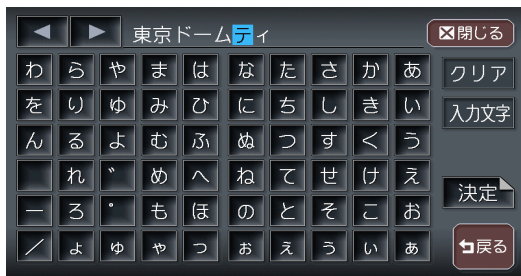 ◀ ▶ 東京ドームティ ☒閉じる
わ ら や ま は な た さ か あ クリア
を り ゆ み ひ に ち し き い 入力文字
ん る よ む ふ ぬ つ す く う
れ ゛ め へ ね て せ け え
ー ろ ゜ も ほ の と そ こ お 決定
／ ょ ゅ ゃ っ ぉ ぇ ぅ ぃ ぁ 戻る